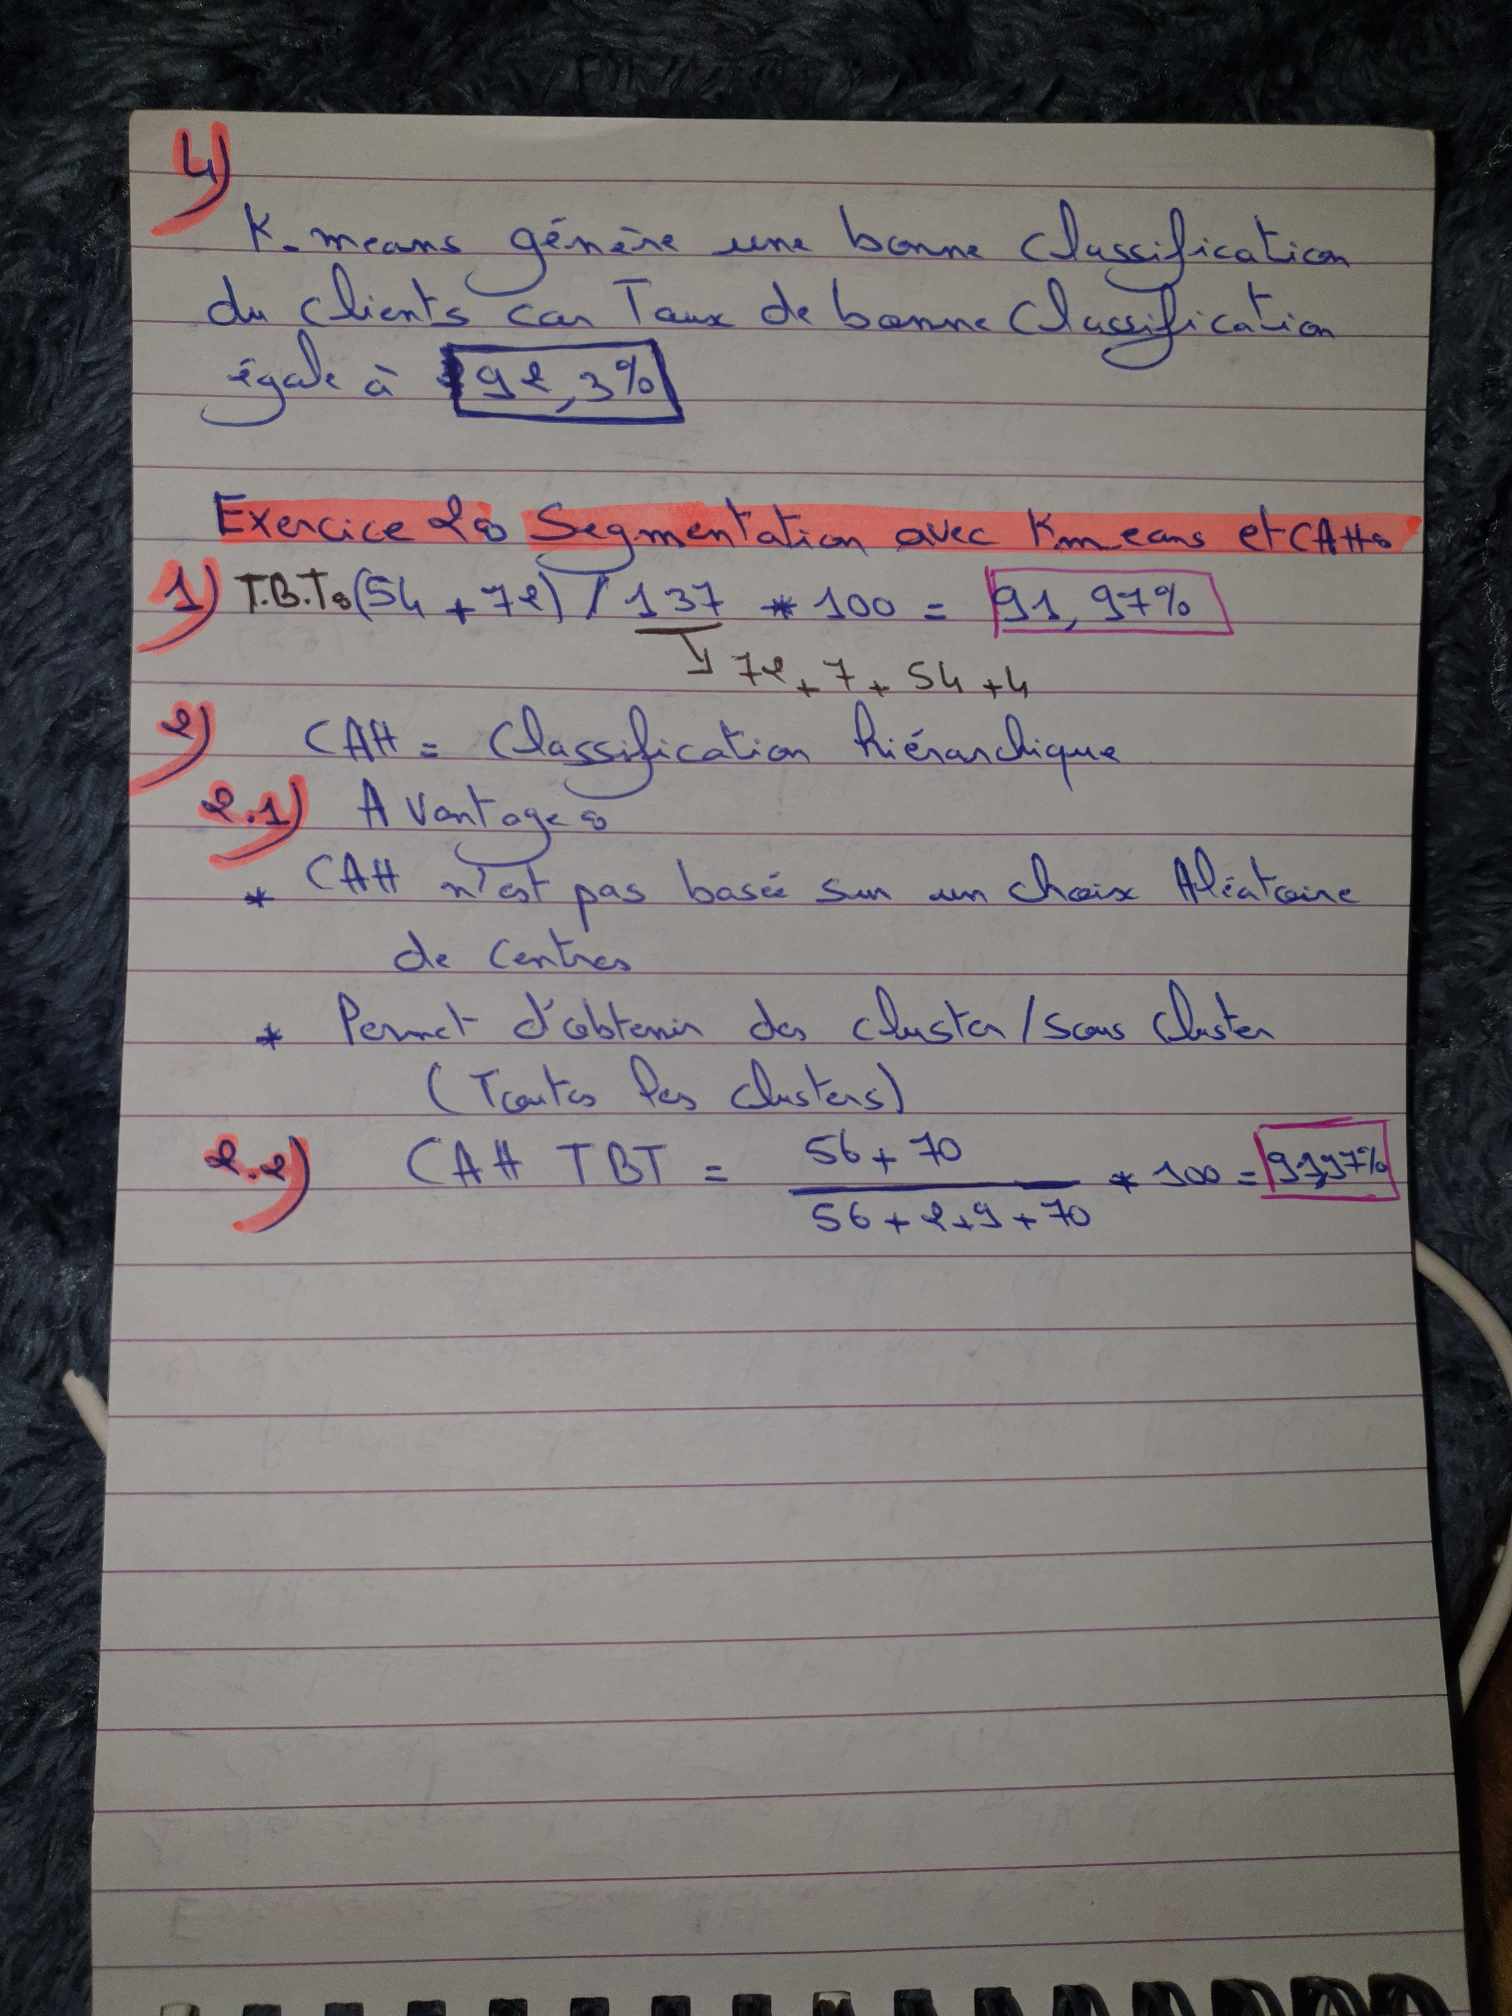 4)
K-means génère une bonne classification
du clients car Taux de bonne classification
égale à 92,3%
Exercice 2: Segmentation avec Kmeans et CAH:
1) T.B.T: (54 + 72) / 137 * 100 = 91,97%
72 + 7 + 54 + 4
2) CAH = Classification hiérarchique
2.1) Avantage:
* CAH n'est pas basée sur un choix Aléatoire
de centres
* Permet d'obtenir des cluster / sous cluster
(Toutes les clusters)
2.2) CAH TBT = 56 + 70 / 56 + 2 + 9 + 70 * 100 = 91,97%